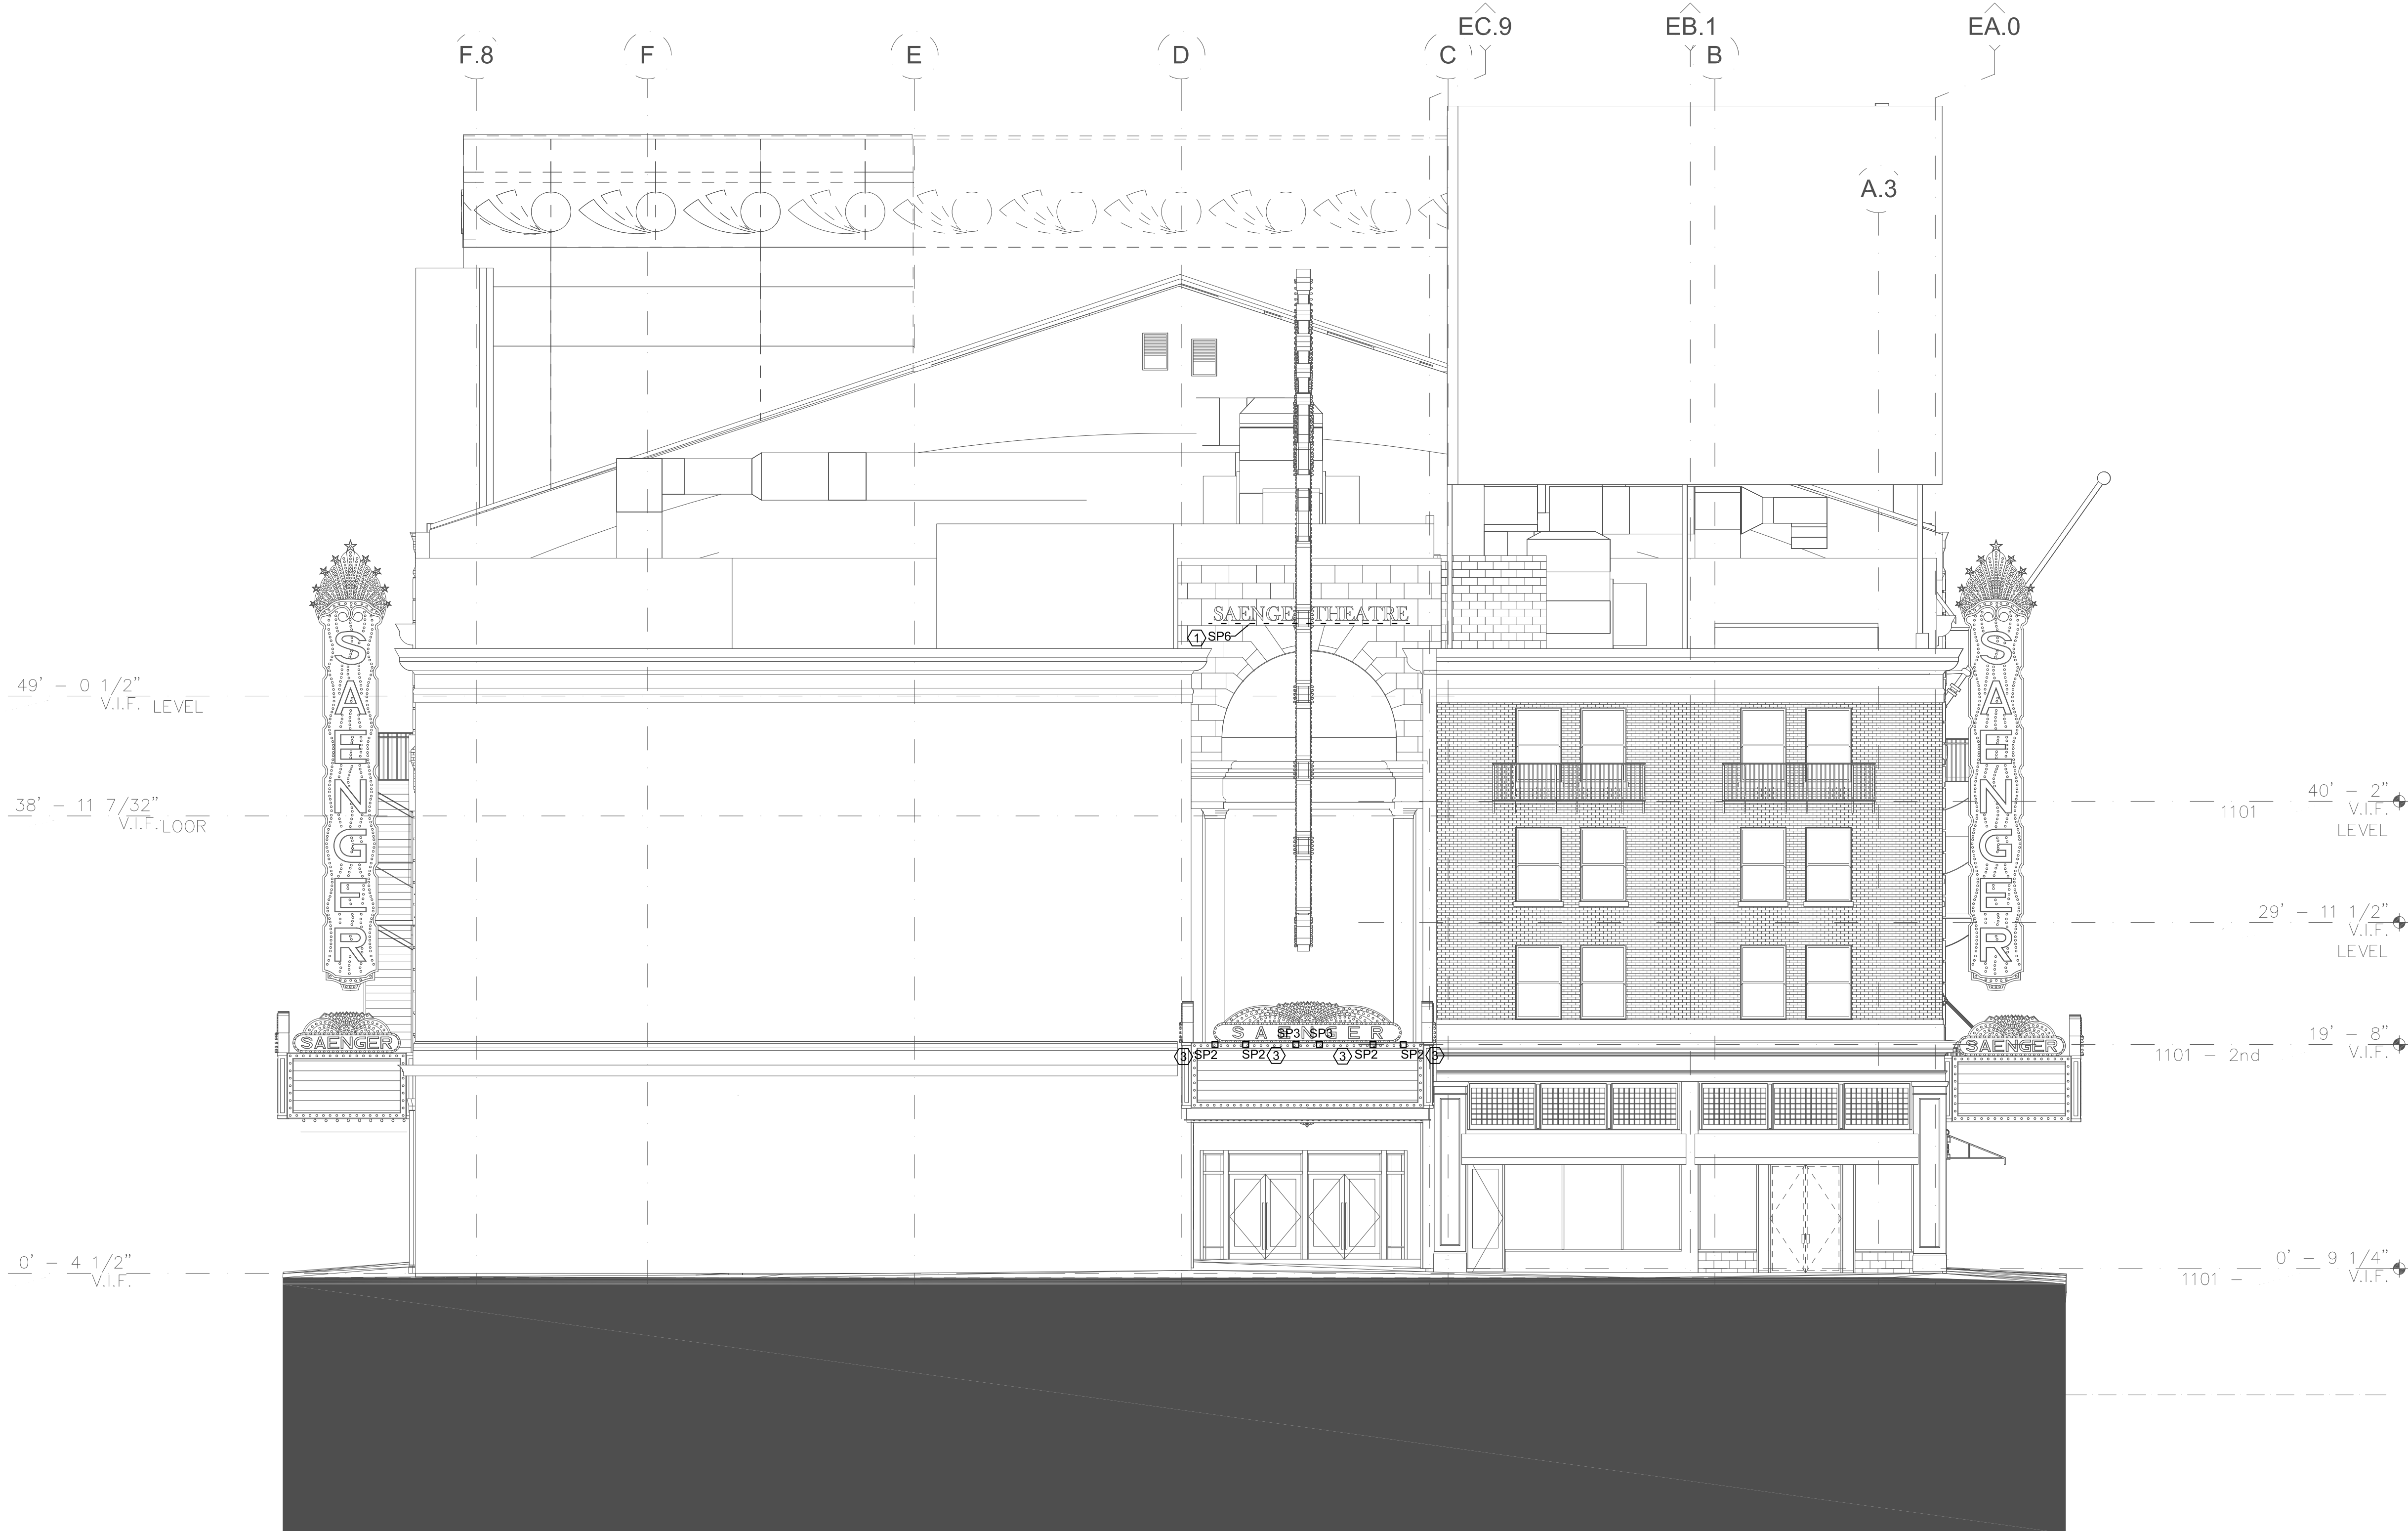 EC.9
EB.1
EA.0
F.8
F
E
D
C
B
A.3
SAENGE THEATRE
1 SP6
49' - 0 1/2"
V.I.F. LEVEL
38' - 11 7/32"
V.I.F. LOOR
0' - 4 1/2"
V.I.F.
SAENGER
SAENGER
SAENGER
SP3 SP3
3 SP2 SP2 3 3 SP2 SP2 3
SAENGER
SAENGER
40' - 2"
1101 V.I.F.
LEVEL
29' - 11 1/2"
V.I.F.
LEVEL
19' - 8"
1101 - 2nd V.I.F.
0' - 9 1/4"
1101 - V.I.F.